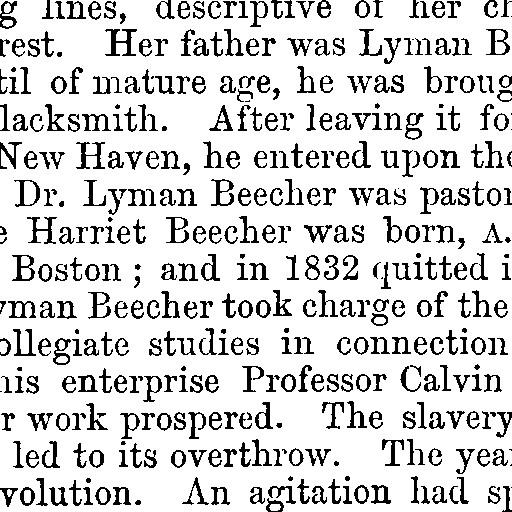 g lines, descriptive of her ch
rest. Her father was Lyman B
til of mature age, he was broug
lacksmith. After leaving it fo
New Haven, he entered upon the
Dr. Lyman Beecher was pastor
e Harriet Beecher was born, A.
Boston ; and in 1832 quitted i
yman Beecher took charge of the
ollegiate studies in connection
his enterprise Professor Calvin
r work prospered. The slavery
led to its overthrow. The year
volution. An agitation had sp